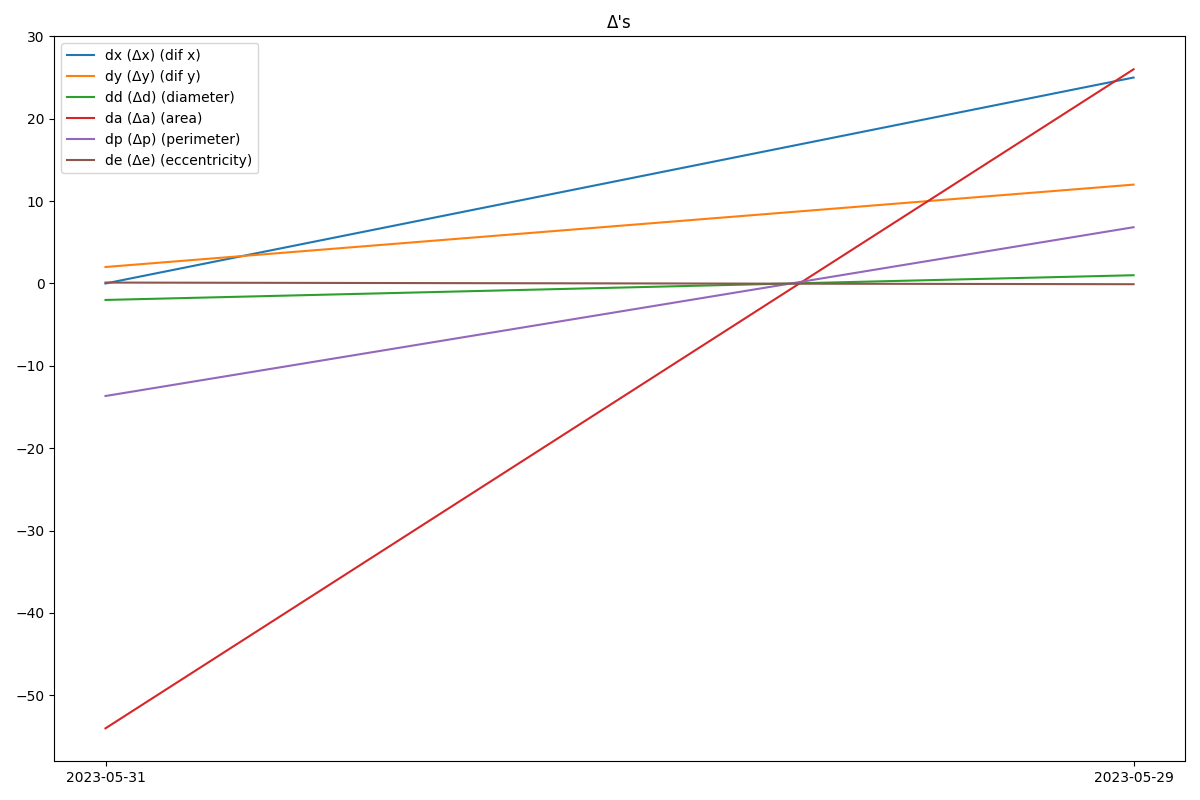 Δ's
30
20
10
0
−10
−20
−30
−40
−50
dx (Δx) (dif x)
dy (Δy) (dif y)
dd (Δd) (diameter)
da (Δa) (area)
dp (Δp) (perimeter)
de (Δe) (eccentricity)
2023-05-31
2023-05-29